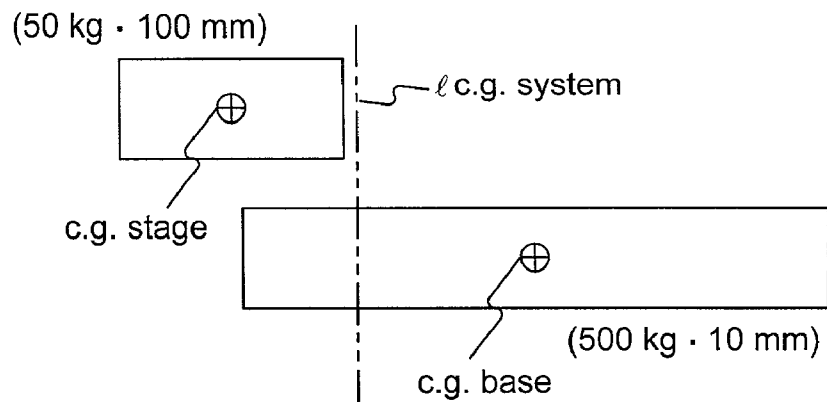 (50 kg · 100 mm)
ℓ c.g. system
c.g. stage
(500 kg · 10 mm)
c.g. base